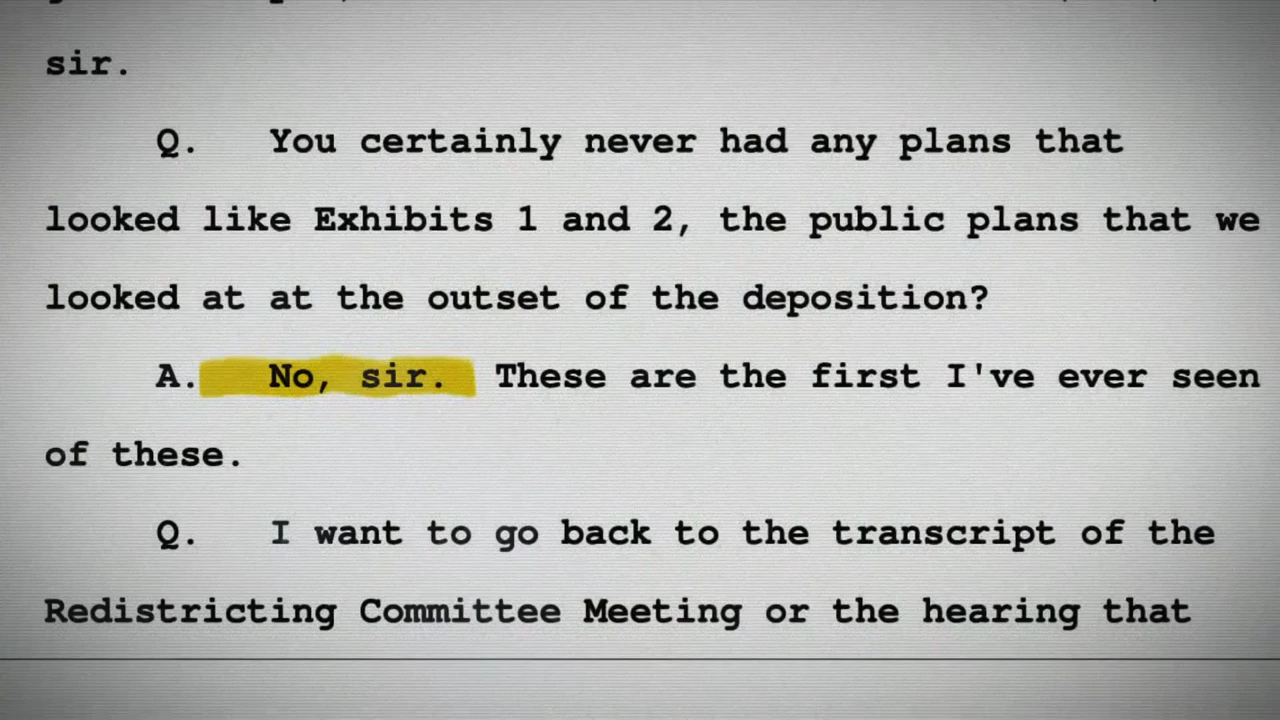 sir.
Q. You certainly never had any plans that
looked like Exhibits 1 and 2, the public plans that we
looked at at the outset of the deposition?
A. No, sir. These are the first I've ever seen
of these.
Q. I want to go back to the transcript of the
Redistricting Committee Meeting or the hearing that